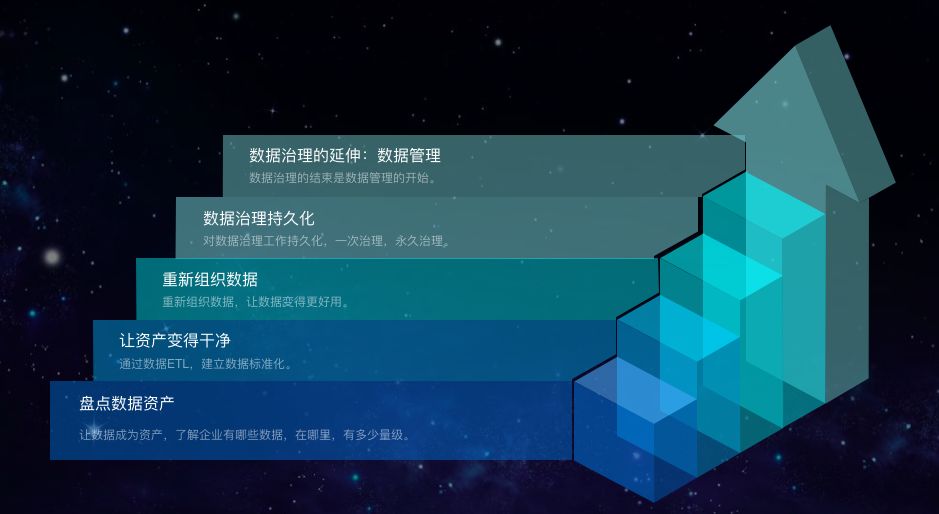 数据治理的延伸：数据管理
数据治理的结束是数据管理的开始。
数据治理持久化
对数据治理工作持久化，一次治理，永久治理。
重新组织数据
重新组织数据，让数据变得更好用。
让资产变得干净
通过数据ETL，建立数据标准化。
盘点数据资产
让数据成为资产，了解企业有哪些数据，在哪里，有多少量级。